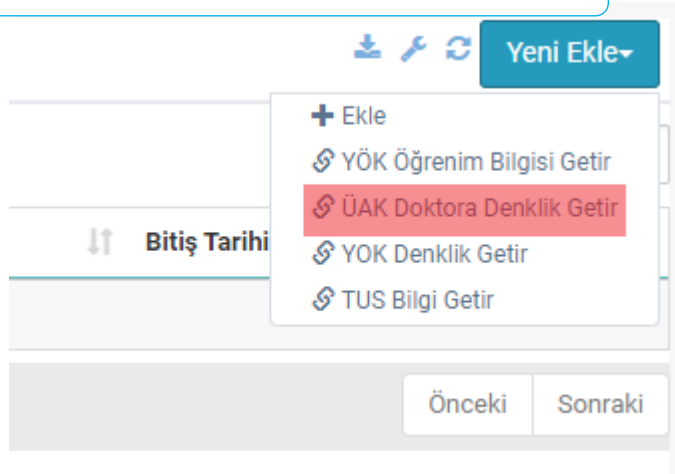 Yeni Ekle
Ekle
YÖK Öğrenim Bilgisi Getir
ÜAK Doktora Denklik Getir
Bitiş Tarihi
YOK Denklik Getir
TUS Bilgi Getir
Önceki
Sonraki